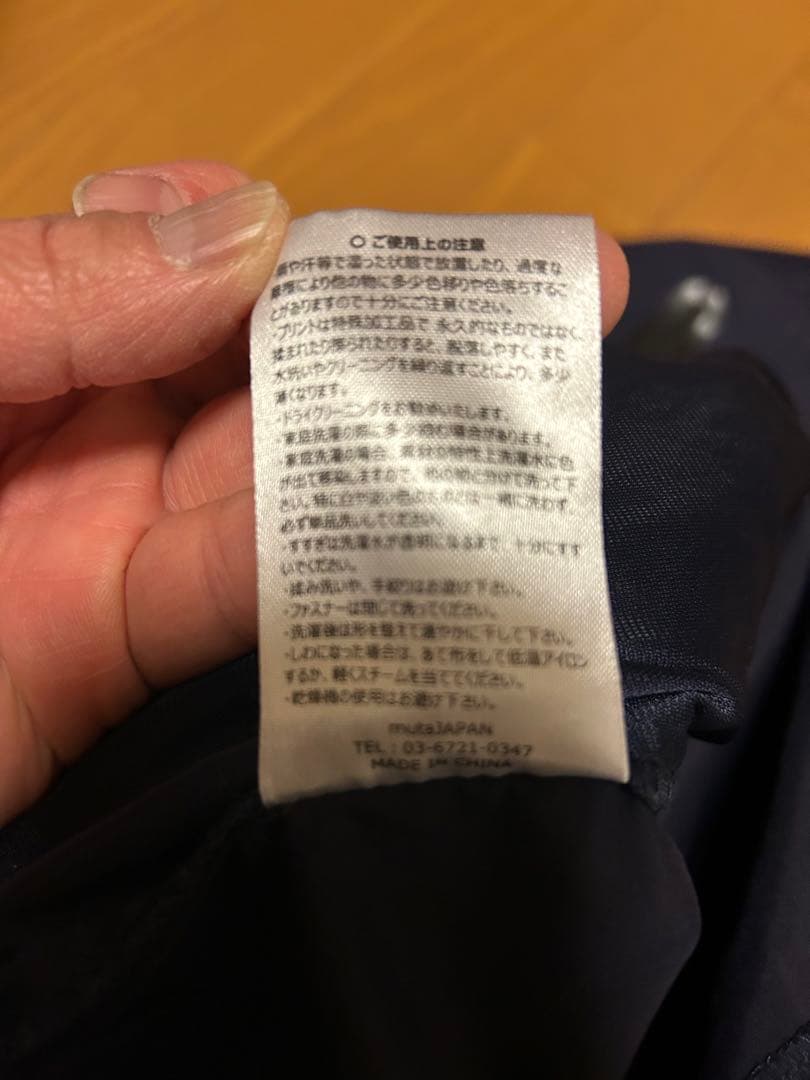 ○ ご使用上の注意
雨や汗等で湿った状態で放置したり、過度な
摩擦により他の物に多少色移りや色落ちするこ
とがありますので十分にご注意ください。
・プリントは特殊加工品で 永久的なものではなく、
揉まれたり擦られたりすると、脱落しやすく、また
水洗いやクリーニングを繰り返すことにより、多少
薄くなります。
・ドライクリーニングをお勧めいたします。
・家庭洗濯の際に多少縮む場合があります。
・家庭洗濯の場合、素材の特性上洗濯水に色
が出て移染しますので、他の物に分けて洗って下
さい。特に白や淡い色のものとは一緒に洗わず
必ず単品洗いしてください。
・すすぎは洗濯水が透明になるまで、十分にすす
いでください。
・揉み洗いや、手絞りはお避け下さい。
・ファスナーは閉じて洗ってください。
・洗濯後は形を整えて速やかに干して下さい。
・しわになった場合は、あて布をして低温アイロン
するか、軽くスチームを当ててください。
・乾燥機の使用はお避け下さい。
mutaJAPAN
TEL : 03-6721-0347
MADE IN CHINA